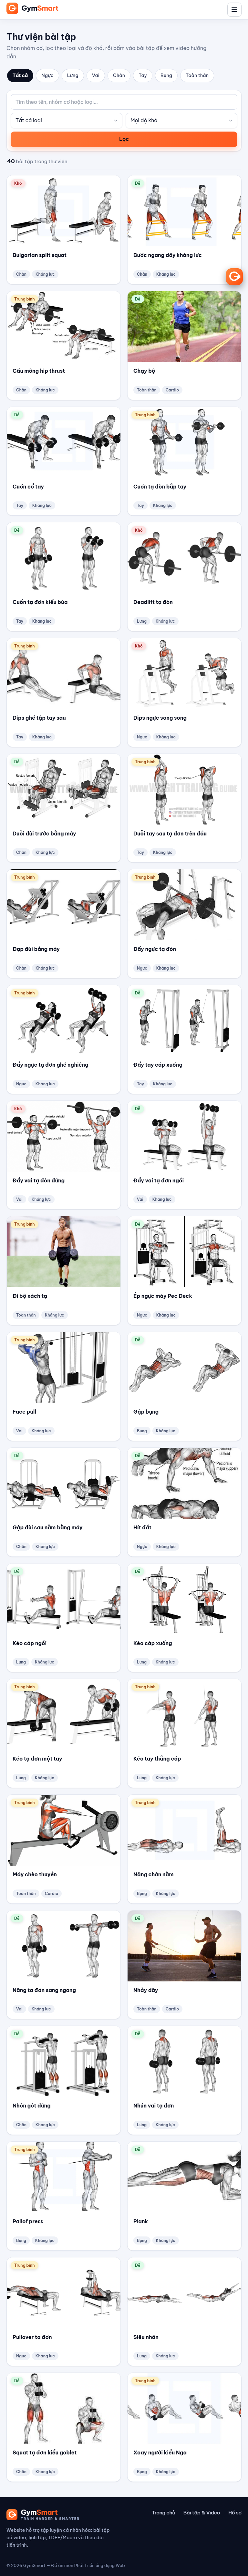 GymSmart
Thư viện bài tập
Chọn nhóm cơ, lọc theo loại và độ khó, rồi bấm vào bài tập để xem video hướng
dẫn.
Tất cả Ngực Lưng Vai Chân Tay Bụng Toàn thân
Tìm theo tên, nhóm cơ hoặc loại...
Tất cả loại Mọi độ khó
Lọc
40 bài tập trong thư viện
Khó Dễ
Bulgarian split squat Bước ngang dây kháng lực
Chân Kháng lực Chân Kháng lực
Trung bình Dễ
Cầu mông hip thrust Chạy bộ
Chân Kháng lực Toàn thân Cardio
Dễ Trung bình
Cuốn cổ tay Cuốn tạ đòn bắp tay
Tay Kháng lực Tay Kháng lực
Dễ Khó
Cuốn tạ đơn kiểu búa Deadlift tạ đòn
Tay Kháng lực Lưng Kháng lực
Trung bình Khó
Dips ghế tập tay sau Dips ngực song song
Tay Kháng lực Ngực Kháng lực
Dễ Trung bình
Duỗi đùi trước bằng máy Duỗi tay sau tạ đơn trên đầu
Chân Kháng lực Tay Kháng lực
Trung bình Trung bình
Đạp đùi bằng máy Đẩy ngực tạ đòn
Chân Kháng lực Ngực Kháng lực
Trung bình Dễ
Đẩy ngực tạ đơn ghế nghiêng Đẩy tay cáp xuống
Ngực Kháng lực Tay Kháng lực
Khó Dễ
Đẩy vai tạ đòn đứng Đẩy vai tạ đơn ngồi
Vai Kháng lực Vai Kháng lực
Trung bình Dễ
Đi bộ xách tạ Ép ngực máy Pec Deck
Toàn thân Kháng lực Ngực Kháng lực
Trung bình Dễ
Face pull Gập bụng
Vai Kháng lực Bụng Kháng lực
Dễ Dễ
Gập đùi sau nằm bằng máy Hít đất
Chân Kháng lực Ngực Kháng lực
Dễ Dễ
Kéo cáp ngồi Kéo cáp xuống
Lưng Kháng lực Lưng Kháng lực
Trung bình Trung bình
Kéo tạ đơn một tay Kéo tay thẳng cáp
Lưng Kháng lực Lưng Kháng lực
Trung bình Trung bình
Máy chèo thuyền Nâng chân nằm
Toàn thân Cardio Bụng Kháng lực
Dễ Dễ
Nâng tạ đơn sang ngang Nhảy dây
Vai Kháng lực Toàn thân Cardio
Dễ Dễ
Nhón gót đứng Nhún vai tạ đơn
Chân Kháng lực Lưng Kháng lực
Trung bình Dễ
Pallof press Plank
Bụng Kháng lực Bụng Kháng lực
Trung bình Dễ
Pullover tạ đơn Siêu nhân
Ngực Kháng lực Lưng Kháng lực
Dễ Trung bình
Squat tạ đơn kiểu goblet Xoay người kiểu Nga
Chân Kháng lực Bụng Kháng lực
GymSmart
TRAIN HARDER & SMARTER
Trang chủ Bài tập & Video Hồ sơ
Website hỗ trợ tập luyện cá nhân hóa: bài tập
có video, lịch tập, TDEE/Macro và theo dõi
tiến trình.
© 2026 GymSmart — Đồ án môn Phát triển ứng dụng Web